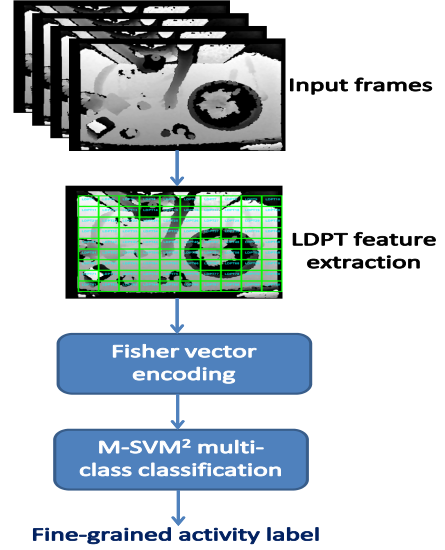 Input frames
LDPT feature
extraction
Fisher vector
encoding
M-SVM² multi-
class classification
Fine-grained activity label